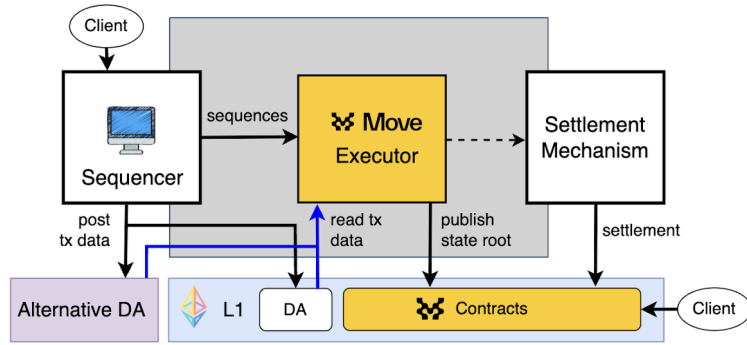 Client
sequences
Move
Executor
Settlement
Mechanism
Sequencer
post
tx data
read tx
data
publish
state root
settlement
Alternative DA
L1
DA
Contracts
Client